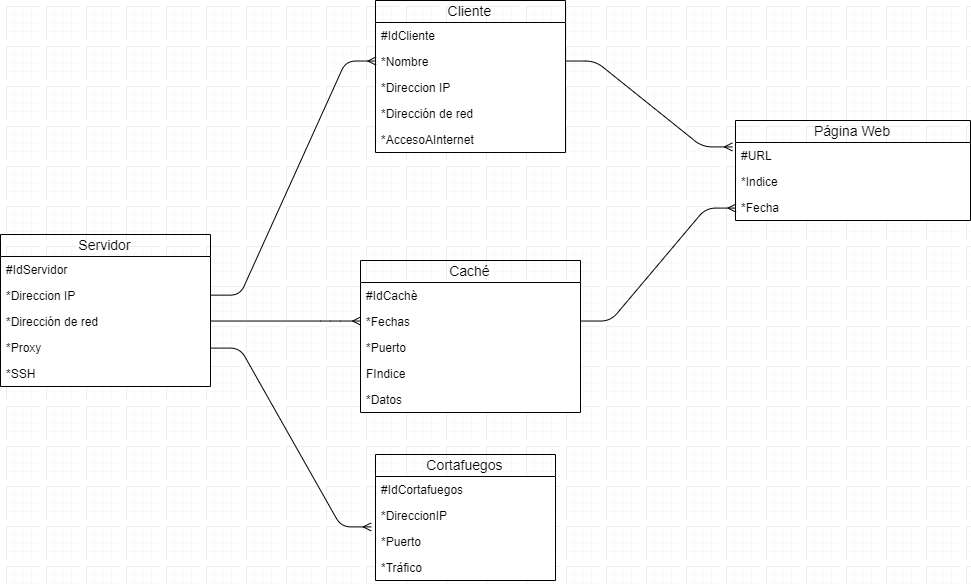 Cliente
#IdCliente
*Nombre
*Direccion IP
*Dirección de red
*AccesoAInternet
Página Web
#URL
*Indice
*Fecha
Servidor
#IdServidor
*Direccion IP
*Dirección de red
*Proxy
*SSH
Caché
#IdCachè
*Fechas
*Puerto
FIndice
*Datos
Cortafuegos
#IdCortafuegos
*DireccionIP
*Puerto
*Tráfico